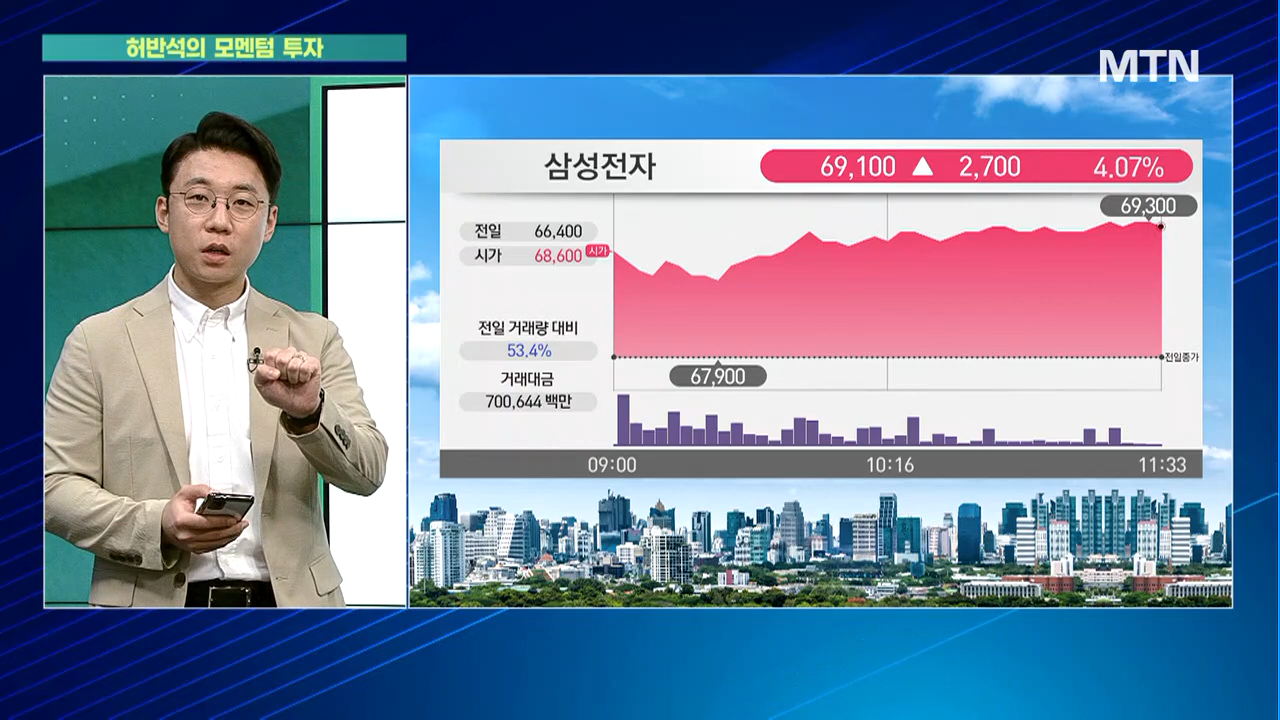 허반석의 모멘텀 투자
MTN
삼성전자
69,100 ▲ 2,700 4.07%
69,300
전일 66,400
시가 68,600 시가
전일 거래량 대비
53.4%
거래대금
700,644 백만
전일종가
67,900
09:00 10:16 11:33